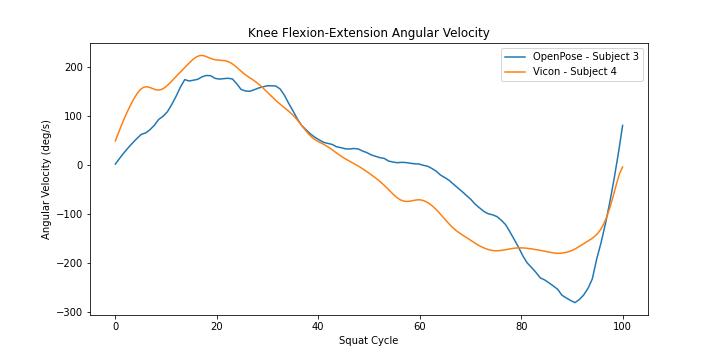 Knee Flexion-Extension Angular Velocity
OpenPose - Subject 3
Vicon - Subject 4
Angular Velocity (deg/s)
200
100
0
−100
−200
−300
0
20
40
60
80
100
Squat Cycle